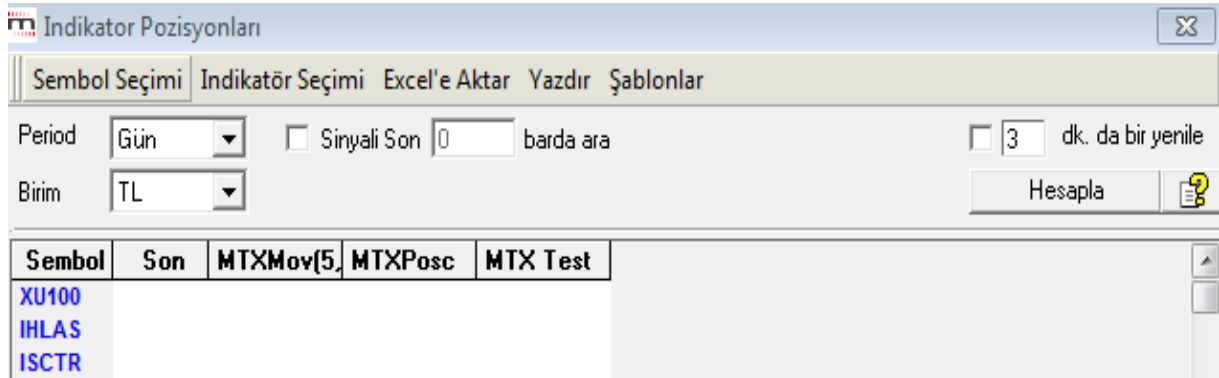 Indikator Pozisyonları
Sembol Seçimi Indikatör Seçimi Excel'e Aktar Yazdır Şablonlar
Period Gün Sinyali Son 0 barda ara 3 dk. da bir yenile
Birim TL Hesapla
Sembol Son MTXMov(5, MTXPosc MTX Test
XU100
IHLAS
ISCTR